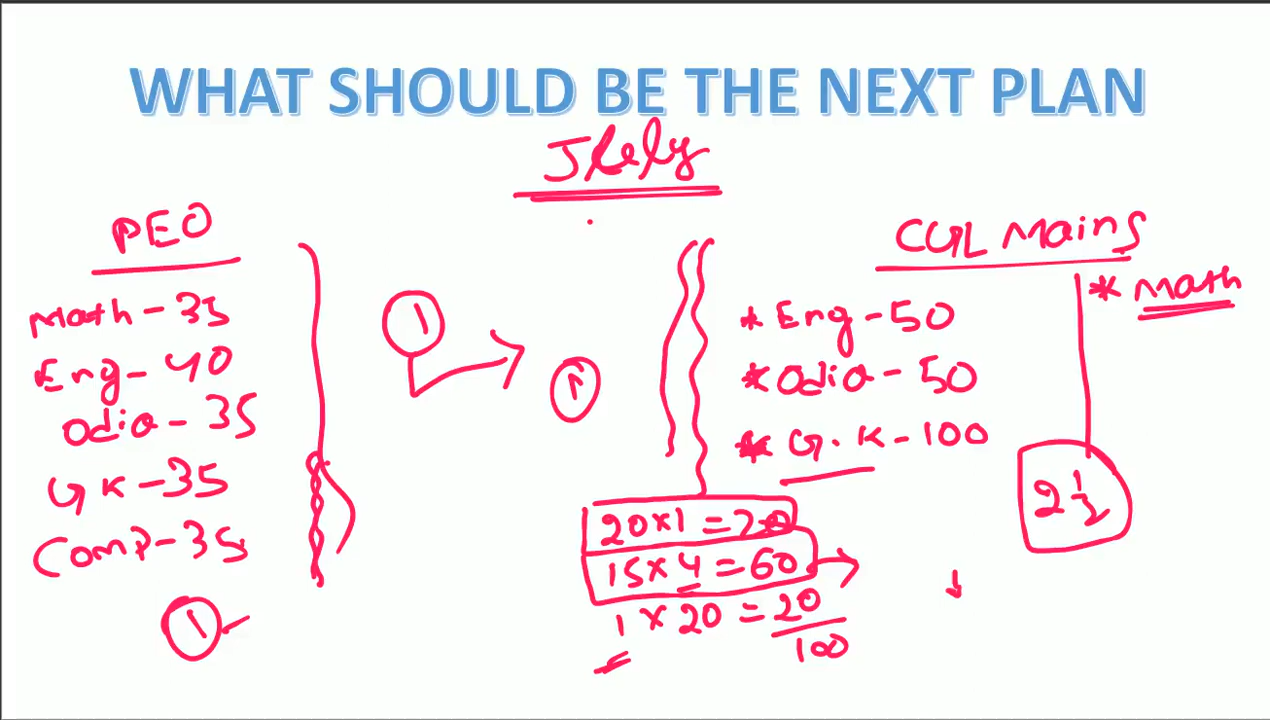 WHAT SHOULD BE THE NEXT PLAN
PEO
Math - 35
Eng - 40
Odia - 35
GK - 35
Comp - 35
1
1
1
CGL Mains
* Eng - 50
* Odia - 50
* G.K - 100
* Math
2 1/2
20 x 1 = 20
15 x 4 = 60
1 x 20 = 20
100